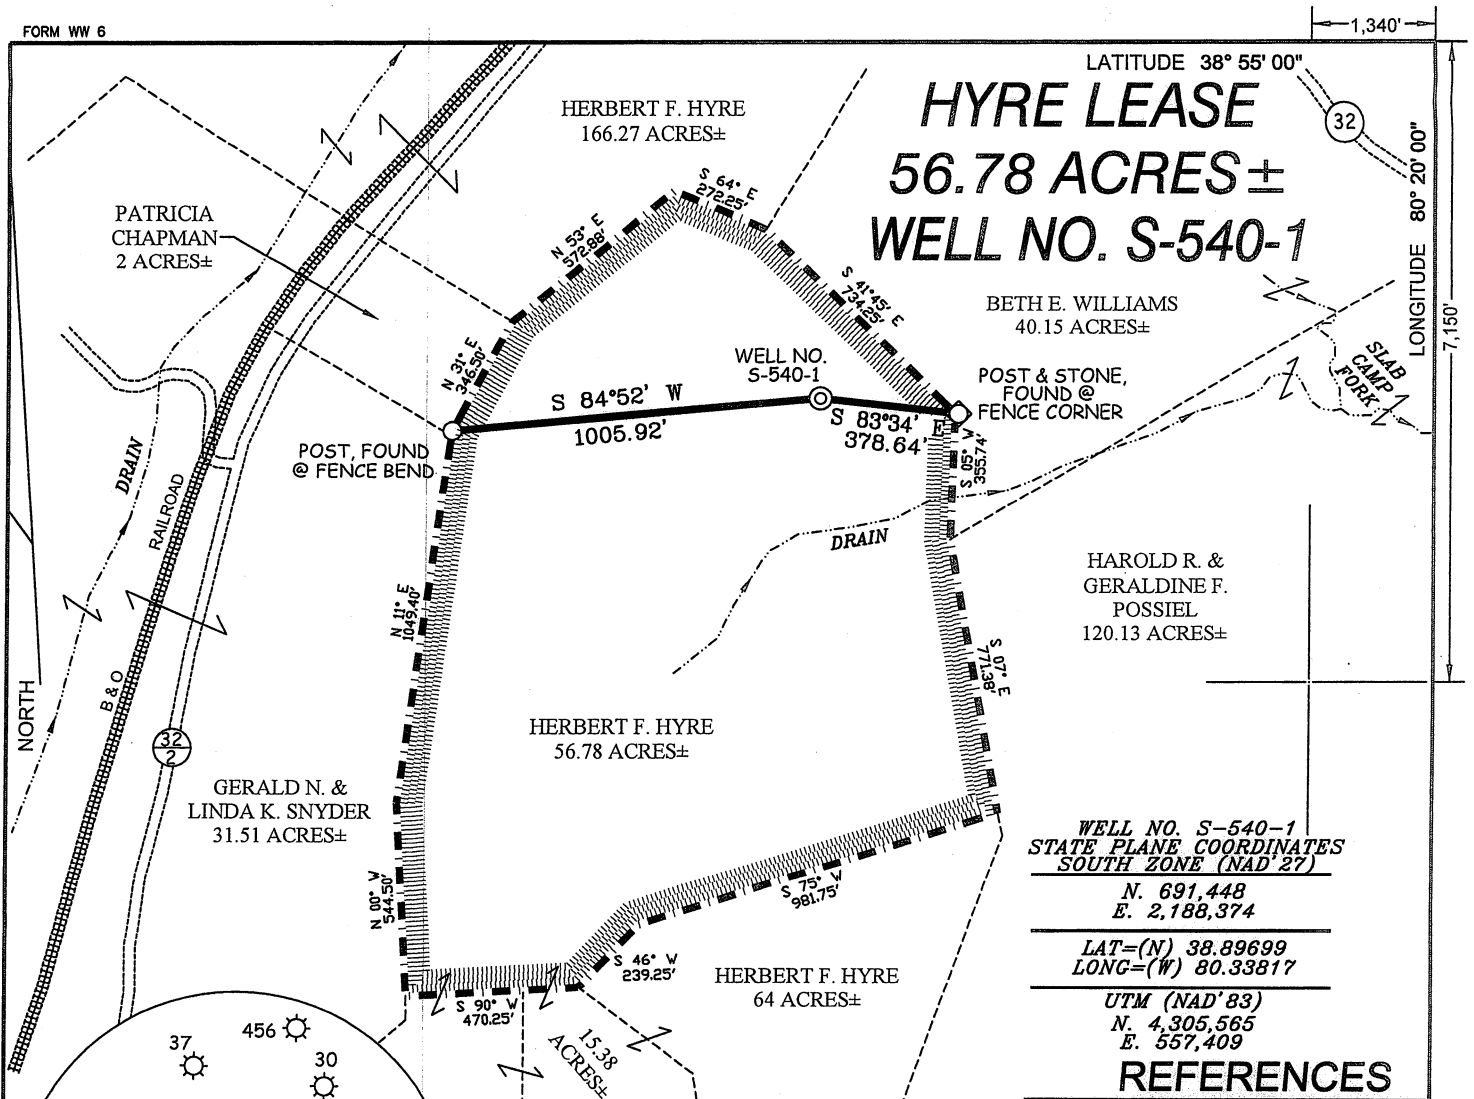 FORM WW 6
1,340'
LATITUDE 38° 55' 00"
HYRE LEASE
56.78 ACRES±
WELL NO. S-540-1
32
LONGITUDE 80° 20' 00"
7,150'
HERBERT F. HYRE
166.27 ACRES±
PATRICIA
CHAPMAN
2 ACRES±
S 64° E
272.25'
N 53° E
572.88'
S 41°45' E
734.25'
BETH E. WILLIAMS
40.15 ACRES±
SLAB
CAMP
FORK
N 31° E
346.50'
WELL NO.
S-540-1
POST & STONE,
FOUND @
FENCE CORNER
S 84°52' W
1005.92'
S 83°34' E
378.64'
POST, FOUND
@ FENCE BEND
S 05° W
355.74'
DRAIN
RAILROAD
DRAIN
HAROLD R. &
GERALDINE F.
POSSIEL
120.13 ACRES±
N 11° E
1049.40'
S 07° E
771.38'
B & O
NORTH
32
2
HERBERT F. HYRE
56.78 ACRES±
GERALD N. &
LINDA K. SNYDER
31.51 ACRES±
N 00° W
544.50'
S 75° W
981.75'
S 46° W
239.25'
S 90° W
470.25'
HERBERT F. HYRE
64 ACRES±
15.38
ACRES±
456
37
30
WELL NO. S-540-1
STATE PLANE COORDINATES
SOUTH ZONE (NAD'27)
N. 691,448
E. 2,188,374
LAT=(N) 38.89699
LONG=(W) 80.33817
UTM (NAD'83)
N. 4,305,565
E. 557,409
REFERENCES